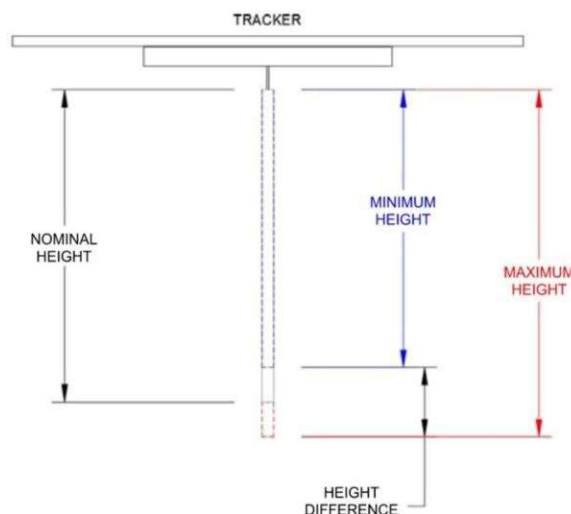 TRACKER
MINIMUM
HEIGHT
NOMINAL
HEIGHT
MAXIMUM
HEIGHT
HEIGHT
DIFFERENCE